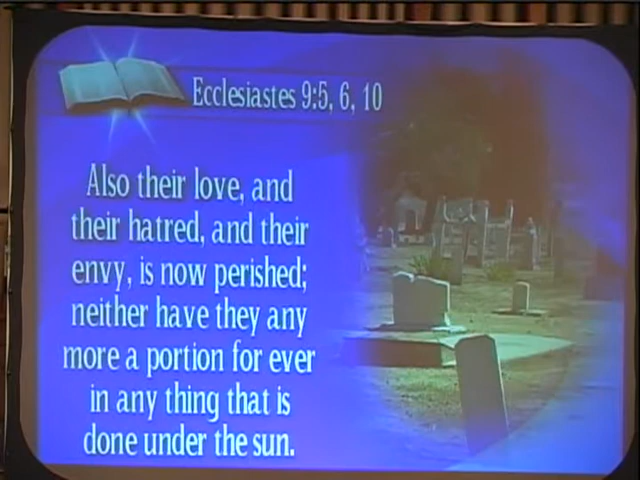 Ecclesiastes 9:5, 6, 10
Also their love, and
their hatred, and their
envy, is now perished;
neither have they any
more a portion for ever
in any thing that is
done under the sun.